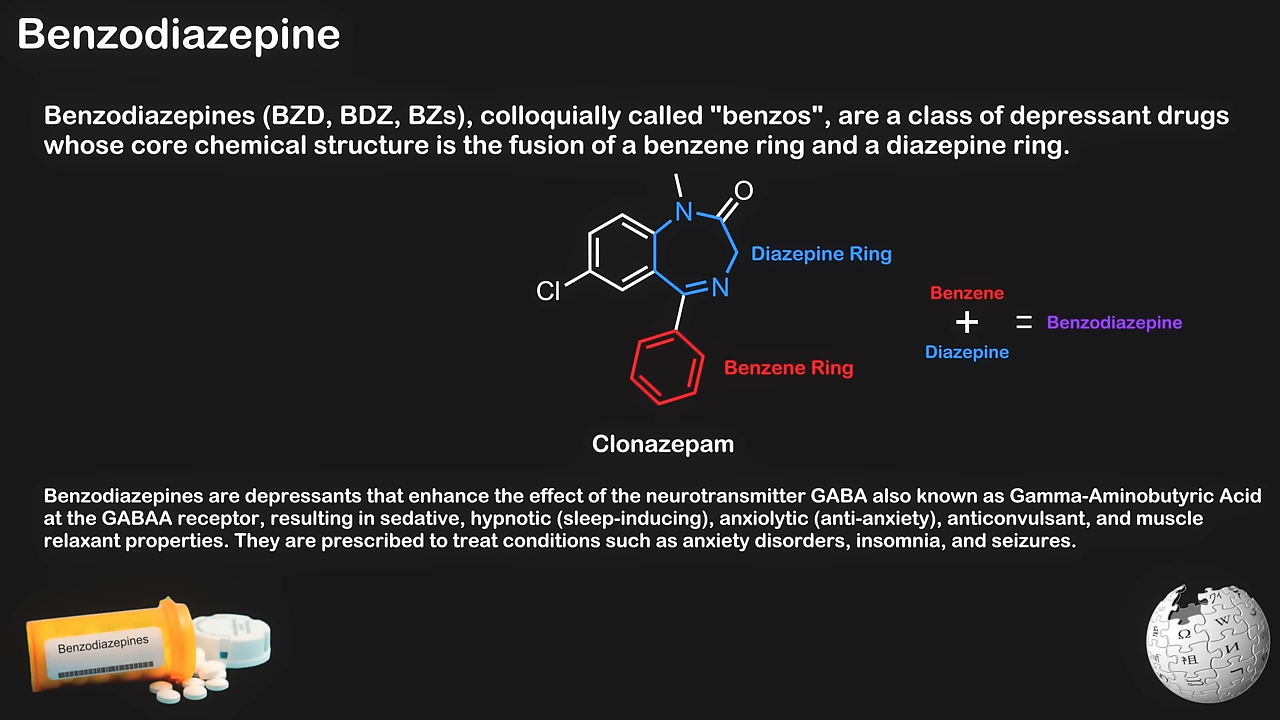 Benzodiazepine
Benzodiazepines (BZD, BDZ, BZs), colloquially called "benzos", are a class of depressant drugs
whose core chemical structure is the fusion of a benzene ring and a diazepine ring.
N
O
Diazepine Ring
Cl
N
Benzene
+ = Benzodiazepine
Diazepine
Benzene Ring
Clonazepam
Benzodiazepines are depressants that enhance the effect of the neurotransmitter GABA also known as Gamma-Aminobutyric Acid
at the GABAA receptor, resulting in sedative, hypnotic (sleep-inducing), anxiolytic (anti-anxiety), anticonvulsant, and muscle
relaxant properties. They are prescribed to treat conditions such as anxiety disorders, insomnia, and seizures.
Benzodiazepines
Ω W
祖 И